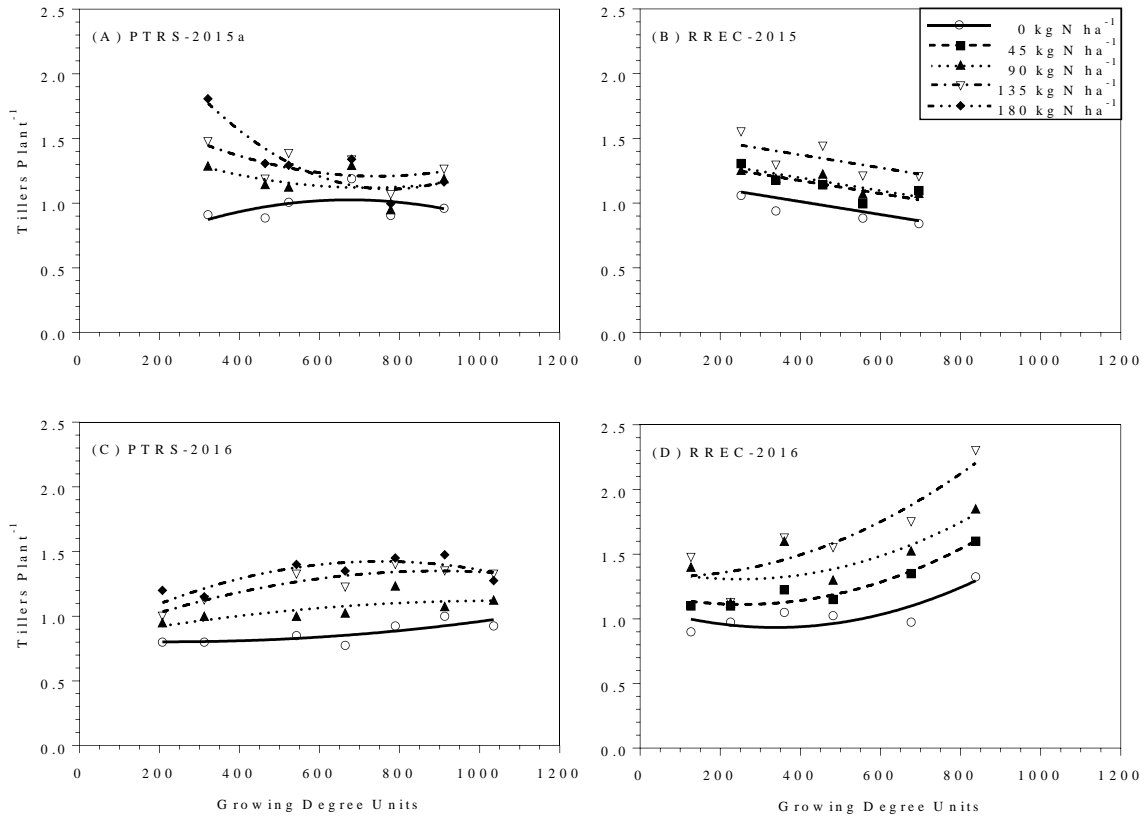 (A) PTRS-2015a
2.5
2.0
1.5
1.0
0.5
0.0
Tillers Plant-1
0 200 400 600 800 1000 1200
(B) RREC-2015
0 kg N ha-1
45 kg N ha-1
90 kg N ha-1
135 kg N ha-1
180 kg N ha-1
2.5
2.0
1.5
1.0
0.5
0.0
0 200 400 600 800 1000 1200
(C) PTRS-2016
2.5
2.0
1.5
1.0
0.5
0.0
Tillers Plant-1
0 200 400 600 800 1000 1200
Growing Degree Units
(D) RREC-2016
2.5
2.0
1.5
1.0
0.5
0.0
0 200 400 600 800 1000 1200
Growing Degree Units